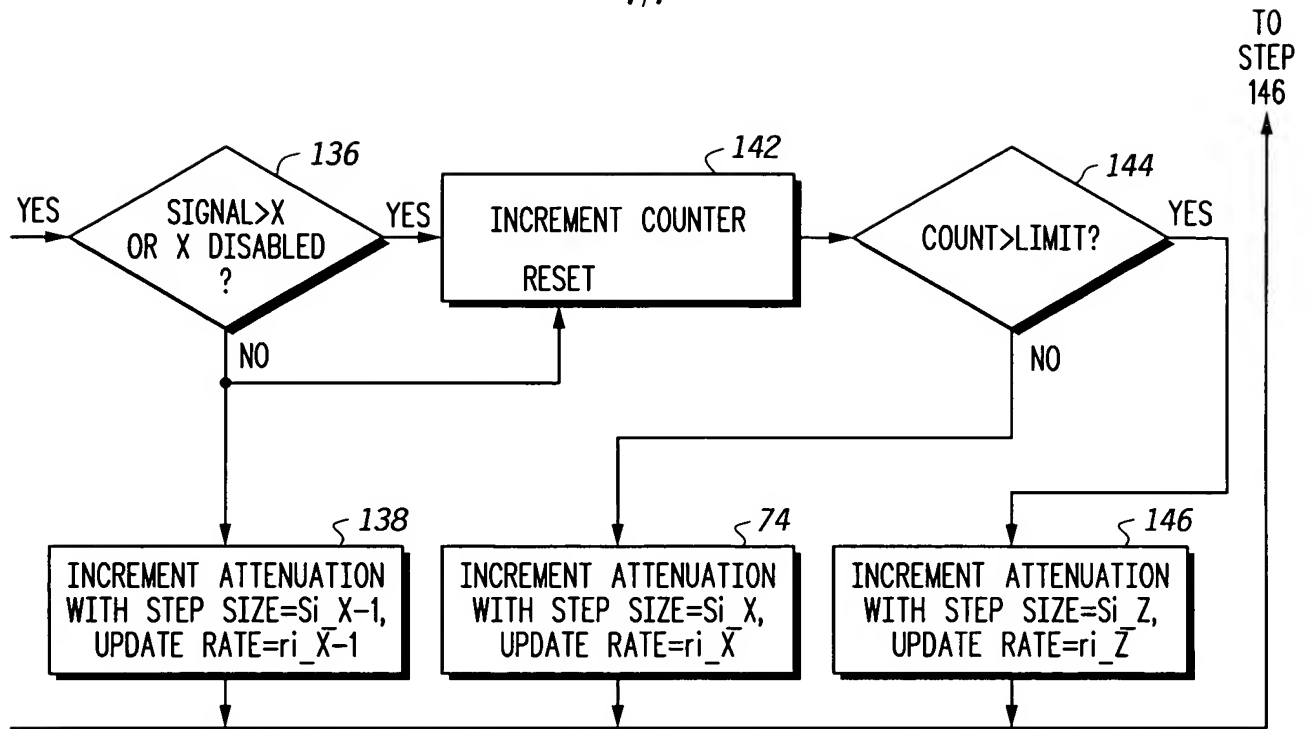 TO
STEP
146
136
142
144
YES
SIGNAL>X
OR X DISABLED
?
YES
INCREMENT COUNTER
RESET
COUNT>LIMIT?
YES
NO
NO
138
74
146
INCREMENT ATTENUATION
WITH STEP SIZE=Si_X-1,
UPDATE RATE=ri_X-1
INCREMENT ATTENUATION
WITH STEP SIZE=Si_X,
UPDATE RATE=ri_X
INCREMENT ATTENUATION
WITH STEP SIZE=Si_Z,
UPDATE RATE=ri_Z